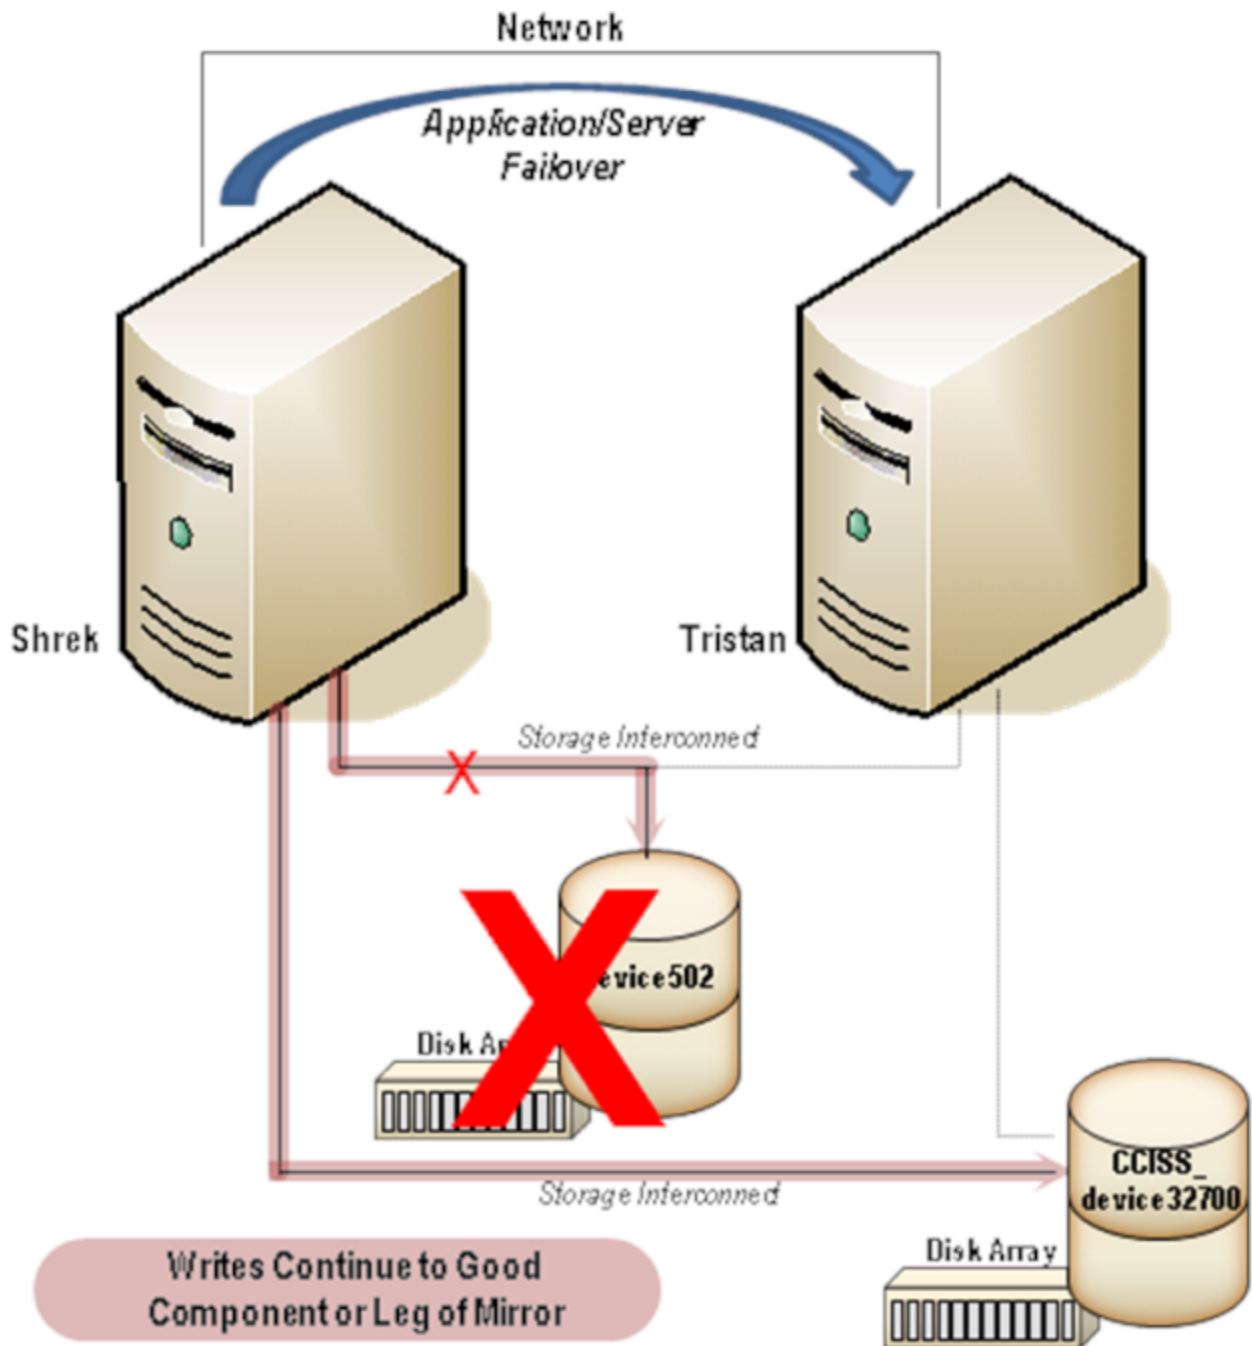 Network
Application/Server
Failover
Shrek
Tristan
Storage Interconnect
X
X
evice502
Disk Ar
CCISS_
device32700
Storage Interconnect
Disk Array
Writes Continue to Good
Component or Leg of Mirror